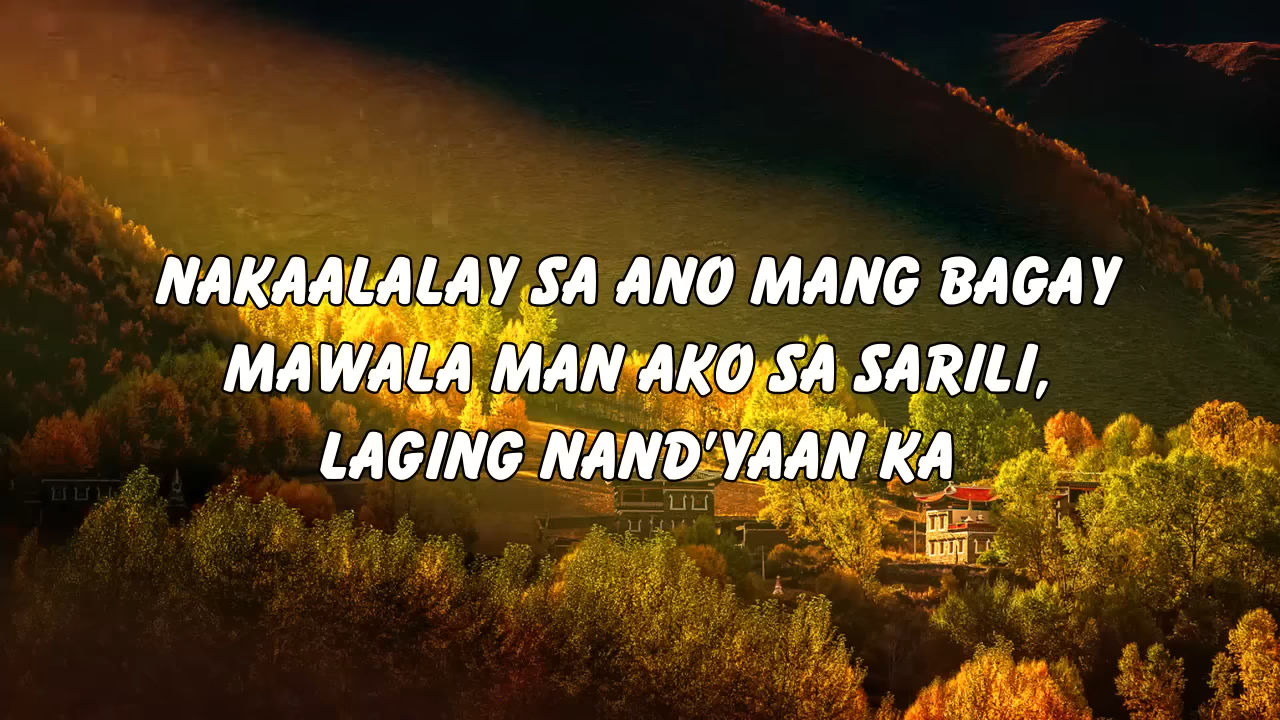 NAKAALALAY SA ANO MANG BAGAY
MAWALA MAN AKO SA SARILI,
LAGING NAND'YAAN KA